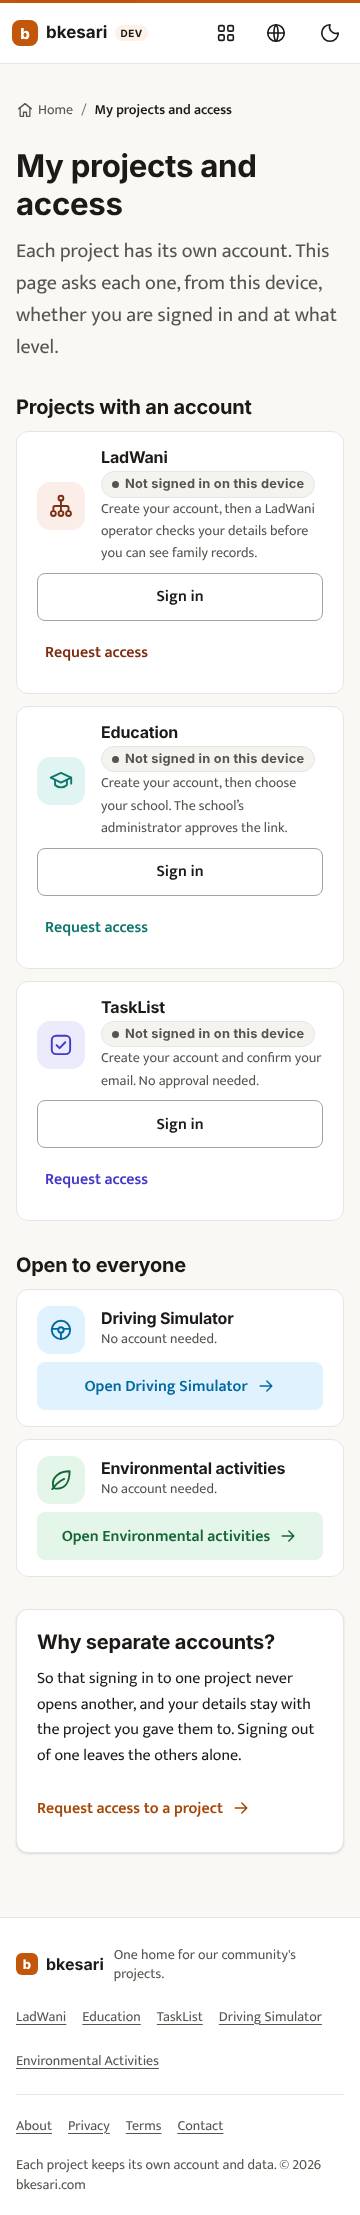 b bkesari DEV
Home / My projects and access
My projects and
access
Each project has its own account. This
page asks each one, from this device,
whether you are signed in and at what
level.
Projects with an account
LadWani
Not signed in on this device
Create your account, then a LadWani
operator checks your details before
you can see family records.
Sign in
Request access
Education
Not signed in on this device
Create your account, then choose
your school. The school’s
administrator approves the link.
Sign in
Request access
TaskList
Not signed in on this device
Create your account and confirm your
email. No approval needed.
Sign in
Request access
Open to everyone
Driving Simulator
No account needed.
Open Driving Simulator →
Environmental activities
No account needed.
Open Environmental activities →
Why separate accounts?
So that signing in to one project never
opens another, and your details stay with
the project you gave them to. Signing out
of one leaves the others alone.
Request access to a project →
b bkesari One home for our community's
projects.
LadWani Education TaskList Driving Simulator
Environmental Activities
About Privacy Terms Contact
Each project keeps its own account and data. © 2026
bkesari.com